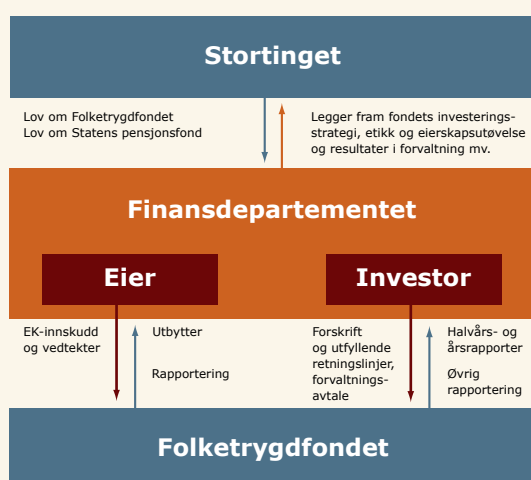 Stortinget
Lov om Folketrygdfondet
Lov om Statens pensjonsfond
Legger fram fondets investerings-
strategi, etikk og eierskapsutøvelse
og resultater i forvaltning mv.
Finansdepartementet
Eier
Investor
EK-innskudd
og vedtekter
Utbytter
Rapportering
Forskrift
og utfyllende
retningslinjer,
forvaltnings-
avtale
Halvårs- og
årsrapporter
Øvrig
rapportering
Folketrygdfondet